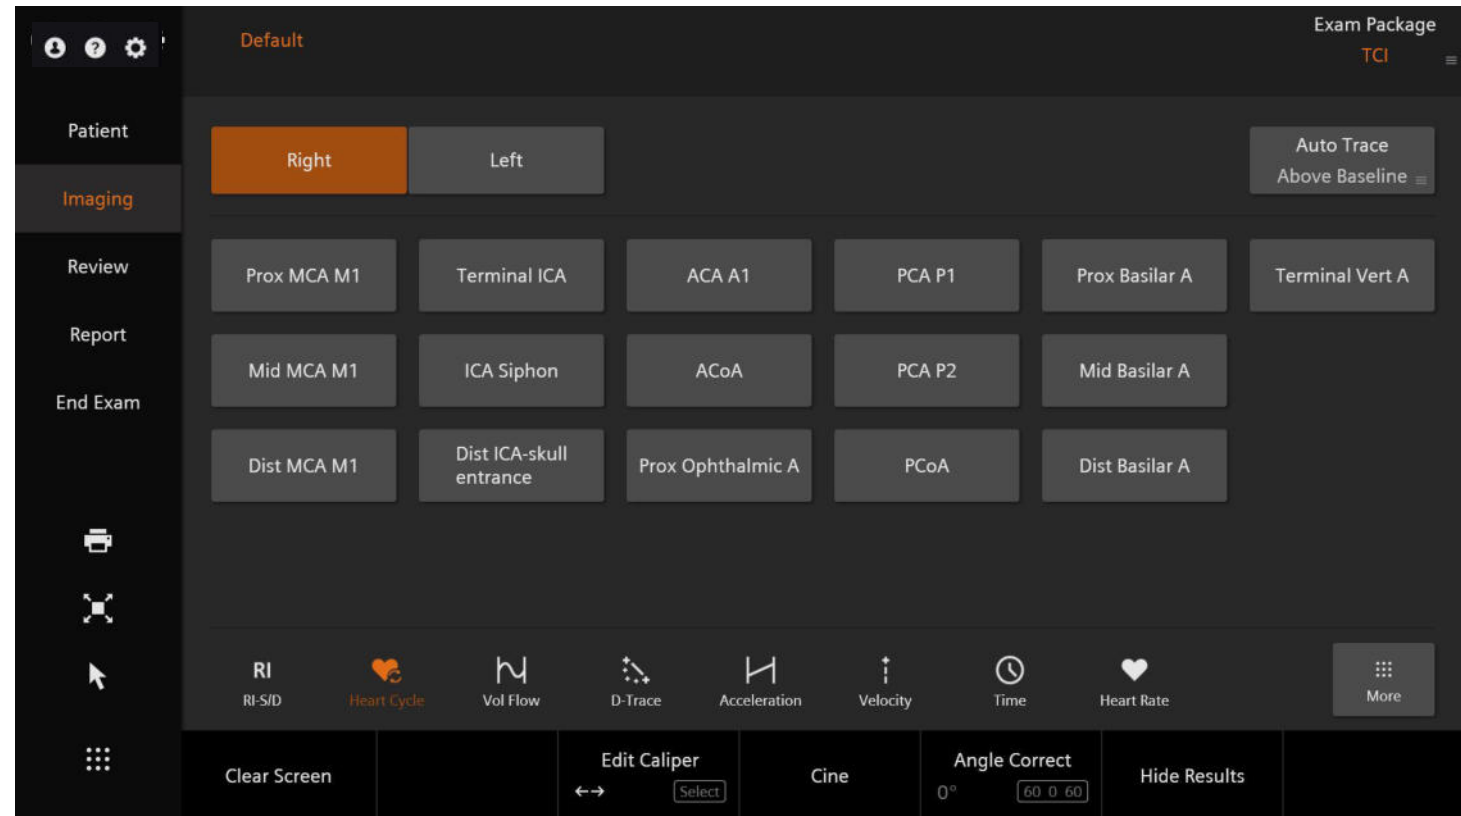 Default
Exam Package
TCI
Patient
Imaging
Review
Report
End Exam
Right
Left
Auto Trace
Above Baseline
Prox MCA M1
Terminal ICA
ACA A1
PCA P1
Prox Basilar A
Terminal Vert A
Mid MCA M1
ICA Siphon
ACoA
PCA P2
Mid Basilar A
Dist MCA M1
Dist ICA-skull
entrance
Prox Ophthalmic A
PCoA
Dist Basilar A
RI
RI-S/D
Heart Cycle
Vol Flow
D-Trace
Acceleration
Velocity
Time
Heart Rate
More
Clear Screen
Edit Caliper
Select
Cine
Angle Correct
0°
60 0 60
Hide Results